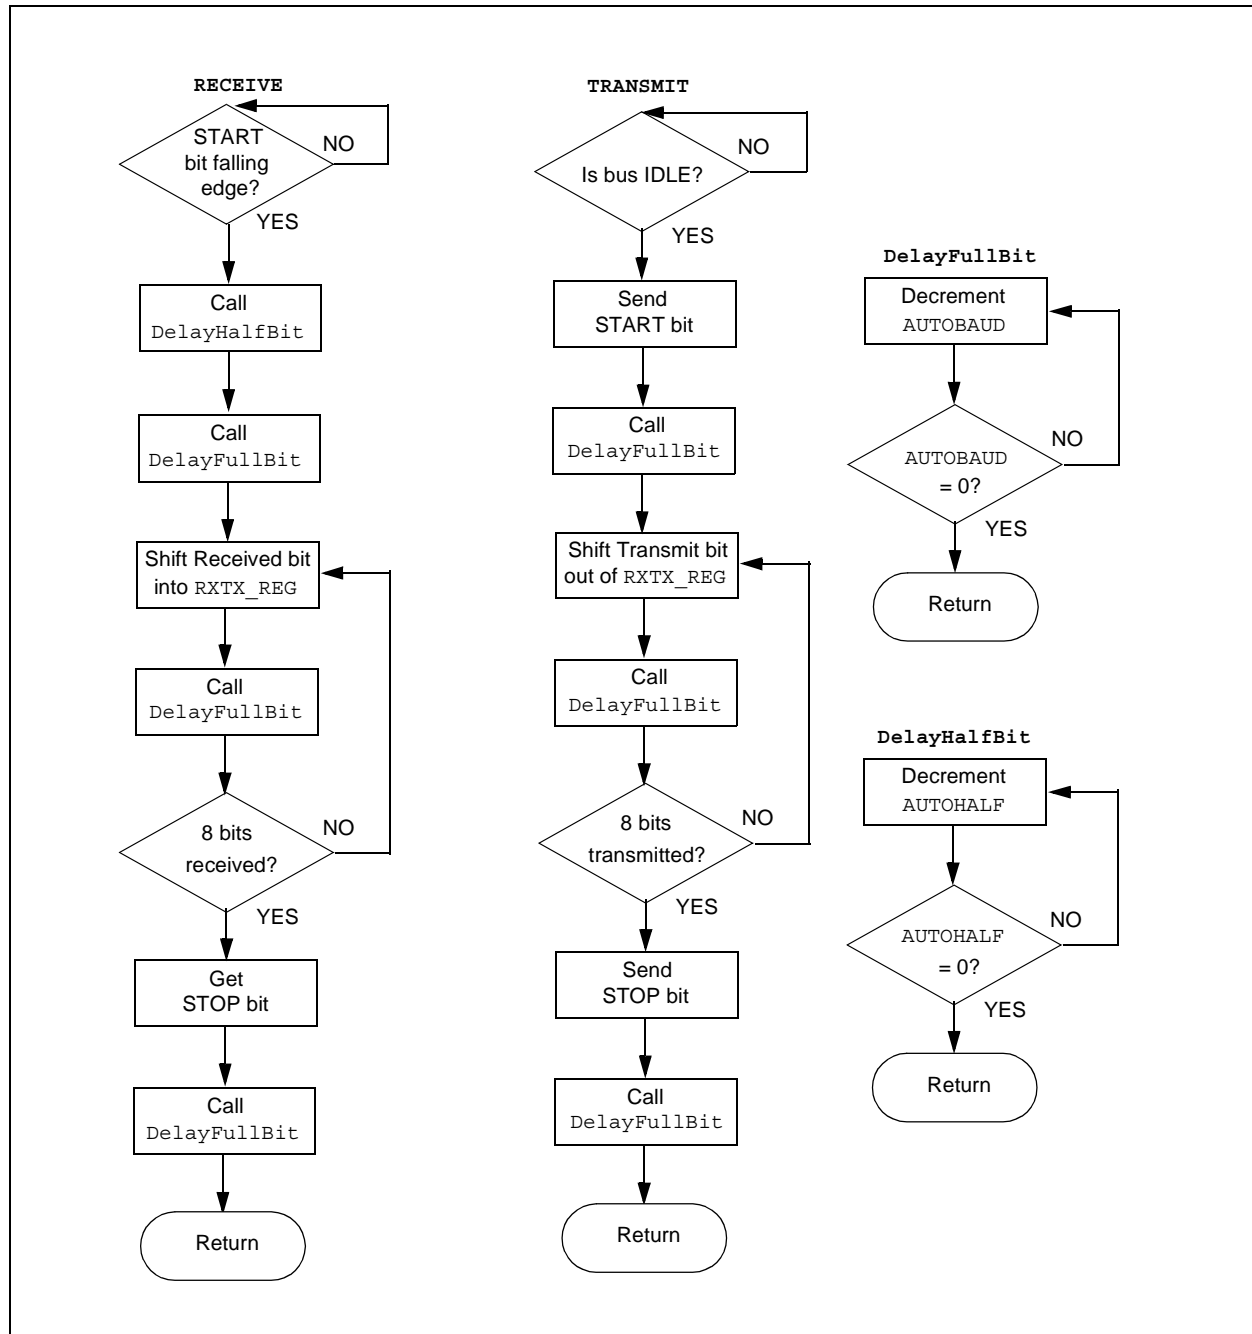 RECEIVE
START
bit falling
edge?
NO
YES
Call
DelayHalfBit
Call
DelayFullBit
Shift Received bit
into RXTX_REG
Call
DelayFullBit
8 bits
received?
NO
YES
Get
STOP bit
Call
DelayFullBit
Return
TRANSMIT
Is bus IDLE?
NO
YES
Send
START bit
Call
DelayFullBit
Shift Transmit bit
out of RXTX_REG
Call
DelayFullBit
8 bits
transmitted?
NO
YES
Send
STOP bit
Call
DelayFullBit
Return
DelayFullBit
Decrement
AUTOBAUD
AUTOBAUD
= 0?
NO
YES
Return
DelayHalfBit
Decrement
AUTOHALF
AUTOHALF
= 0?
NO
YES
Return